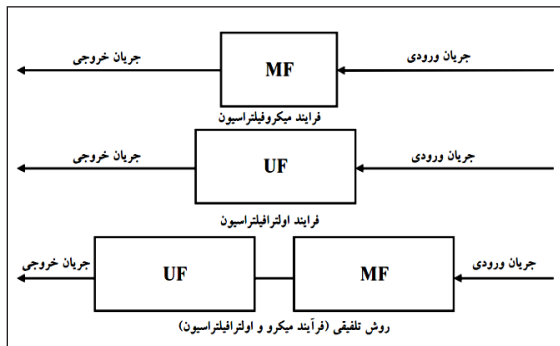 جریان ورودی MF جریان خروجی
فرایند میکروفیلتراسیون
جریان ورودی UF جریان خروجی
فرایند اولترافیلتراسیون
جریان ورودی MF UF جریان خروجی
روش تلفیقی (فرآیند میکرو و اولترافیلتراسیون)